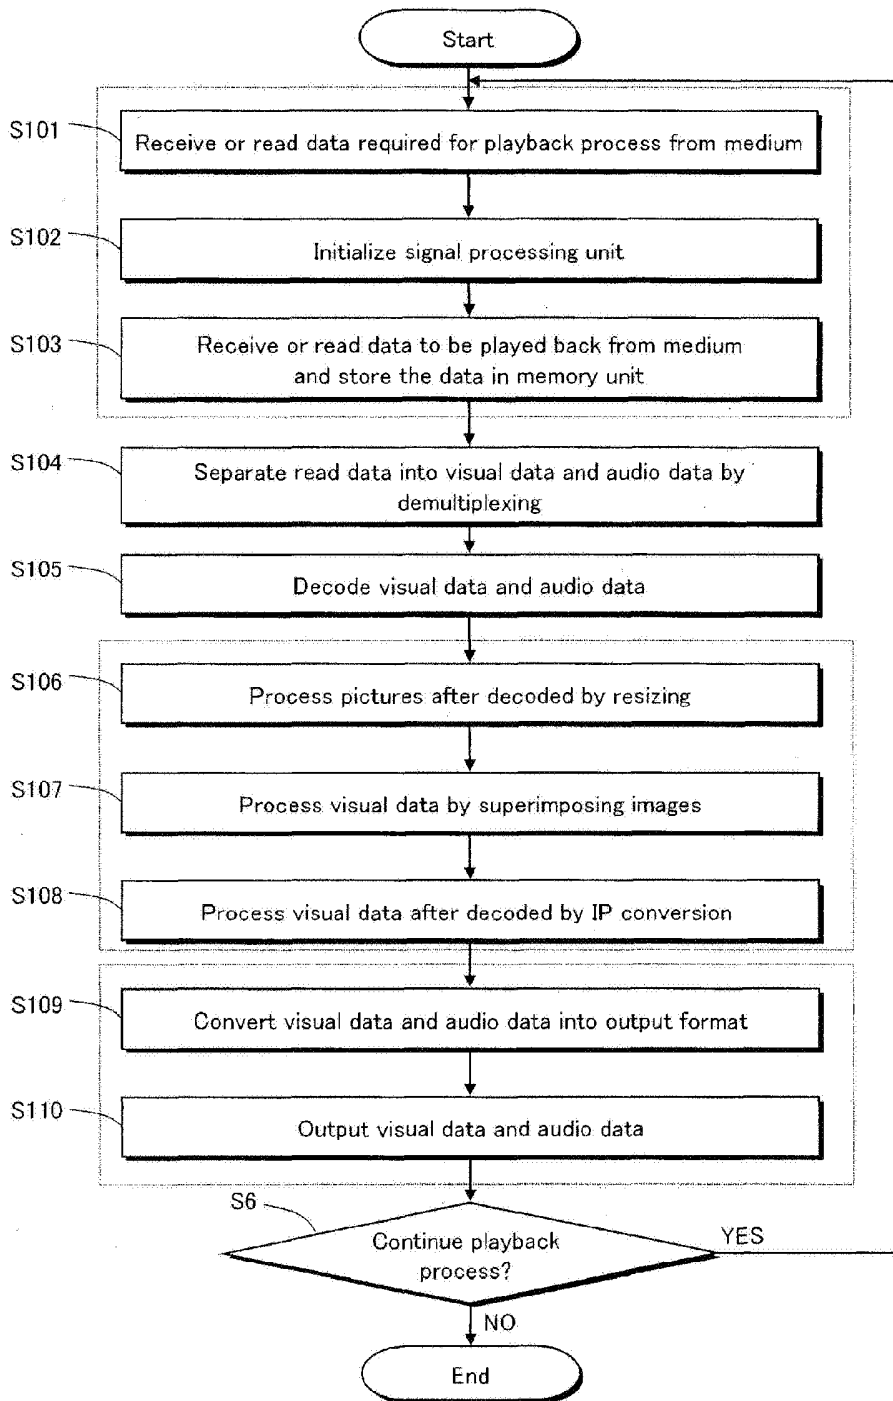 Start
S101
Receive or read data required for playback process from medium
S102
Initialize signal processing unit
S103
Receive or read data to be played back from medium
and store the data in memory unit
S104
Separate read data into visual data and audio data by
demultiplexing
S105
Decode visual data and audio data
S106
Process pictures after decoded by resizing
S107
Process visual data by superimposing images
S108
Process visual data after decoded by IP conversion
S109
Convert visual data and audio data into output format
S110
Output visual data and audio data
S6
Continue playback
process?
YES
NO
End